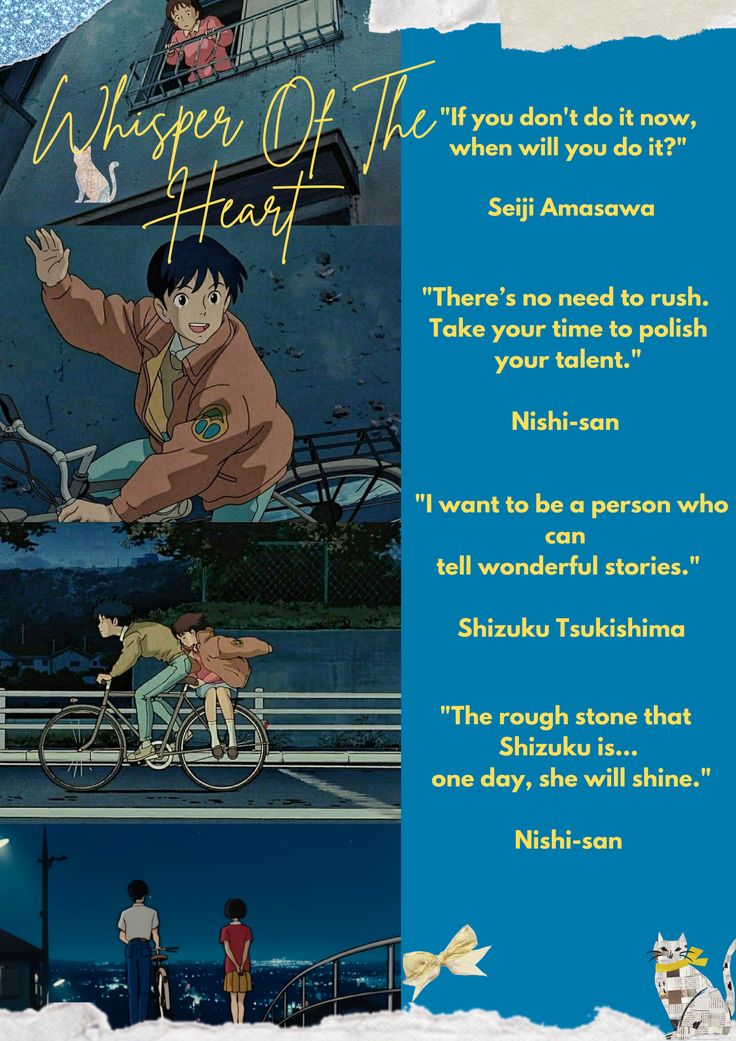 Whisper Of The
Heart
"If you don't do it now,
when will you do it?"
Seiji Amasawa
"There’s no need to rush.
Take your time to polish
your talent."
Nishi-san
"I want to be a person who
can
tell wonderful stories."
Shizuku Tsukishima
"The rough stone that
Shizuku is...
one day, she will shine."
Nishi-san